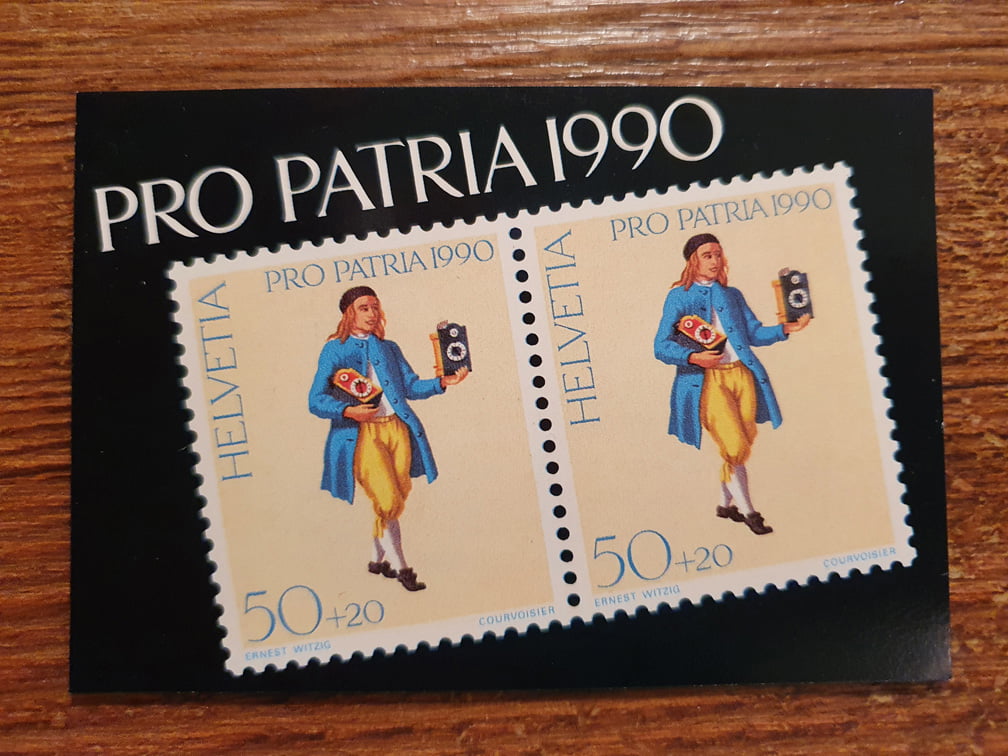 PRO PATRIA 1990
PRO PATRIA 1990
HELVETIA
50+20
ERNEST WITZIG
COURVOISIER
PRO PATRIA 1990
HELVETIA
50+20
ERNEST WITZIG
COURVOISIER